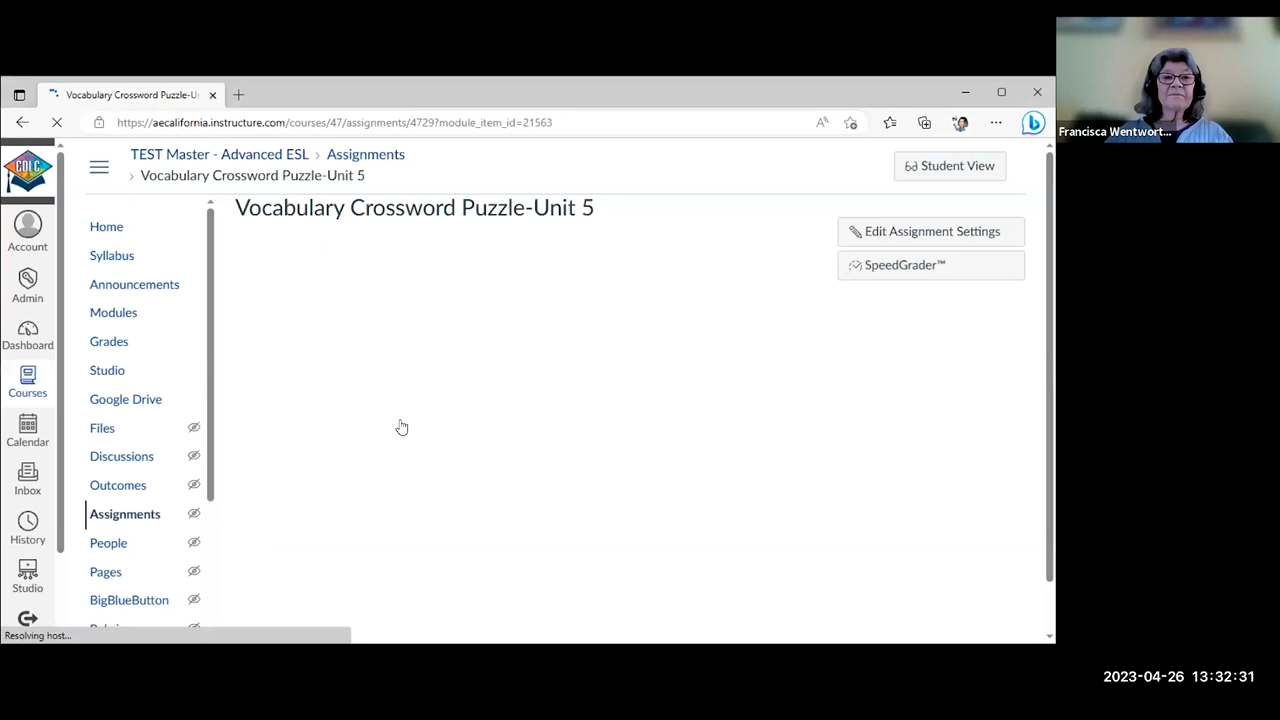 Vocabulary Crossword Puzzle-U
https://aecalifornia.instructure.com/courses/47/assignments/4729?module_item_id=21563
Francisca Wentwort...
COLC
TEST Master - Advanced ESL > Assignments
> Vocabulary Crossword Puzzle-Unit 5
Student View
Vocabulary Crossword Puzzle-Unit 5
Edit Assignment Settings
SpeedGrader™
Account
Admin
Dashboard
Courses
Calendar
Inbox
History
Studio
Home
Syllabus
Announcements
Modules
Grades
Studio
Google Drive
Files
Discussions
Outcomes
Assignments
People
Pages
BigBlueButton
Resolving host...
2023-04-26 13:32:31